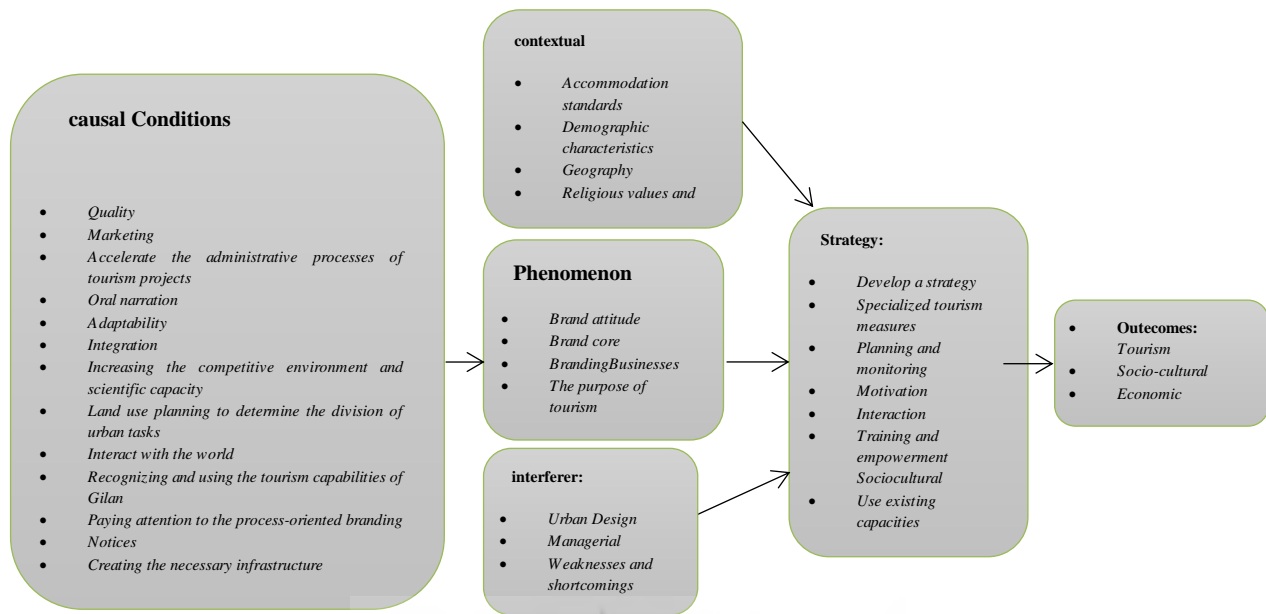 causal Conditions
• Quality
• Marketing
• Accelerate the administrative processes of
tourism projects
• Oral narration
• Adaptability
• Integration
• Increasing the competitive environment and
scientific capacity
• Land use planning to determine the division of
urban tasks
• Interact with the world
• Recognizing and using the tourism capabilities of
Gilan
• Paying attention to the process-oriented branding
• Notices
• Creating the necessary infrastructure
contextual
• Accommodation
standards
• Demographic
characteristics
• Geography
• Religious values and
Phenomenon
• Brand attitude
• Brand core
• BrandingBusinesses
• The purpose of
tourism
interferer:
• Urban Design
• Managerial
• Weaknesses and
shortcomings
Strategy:
• Develop a strategy
• Specialized tourism
measures
• Planning and
monitoring
• Motivation
• Interaction
• Training and
empowerment
Sociocultural
• Use existing
capacities
• Outecomes:
Tourism
• Socio-cultural
• Economic